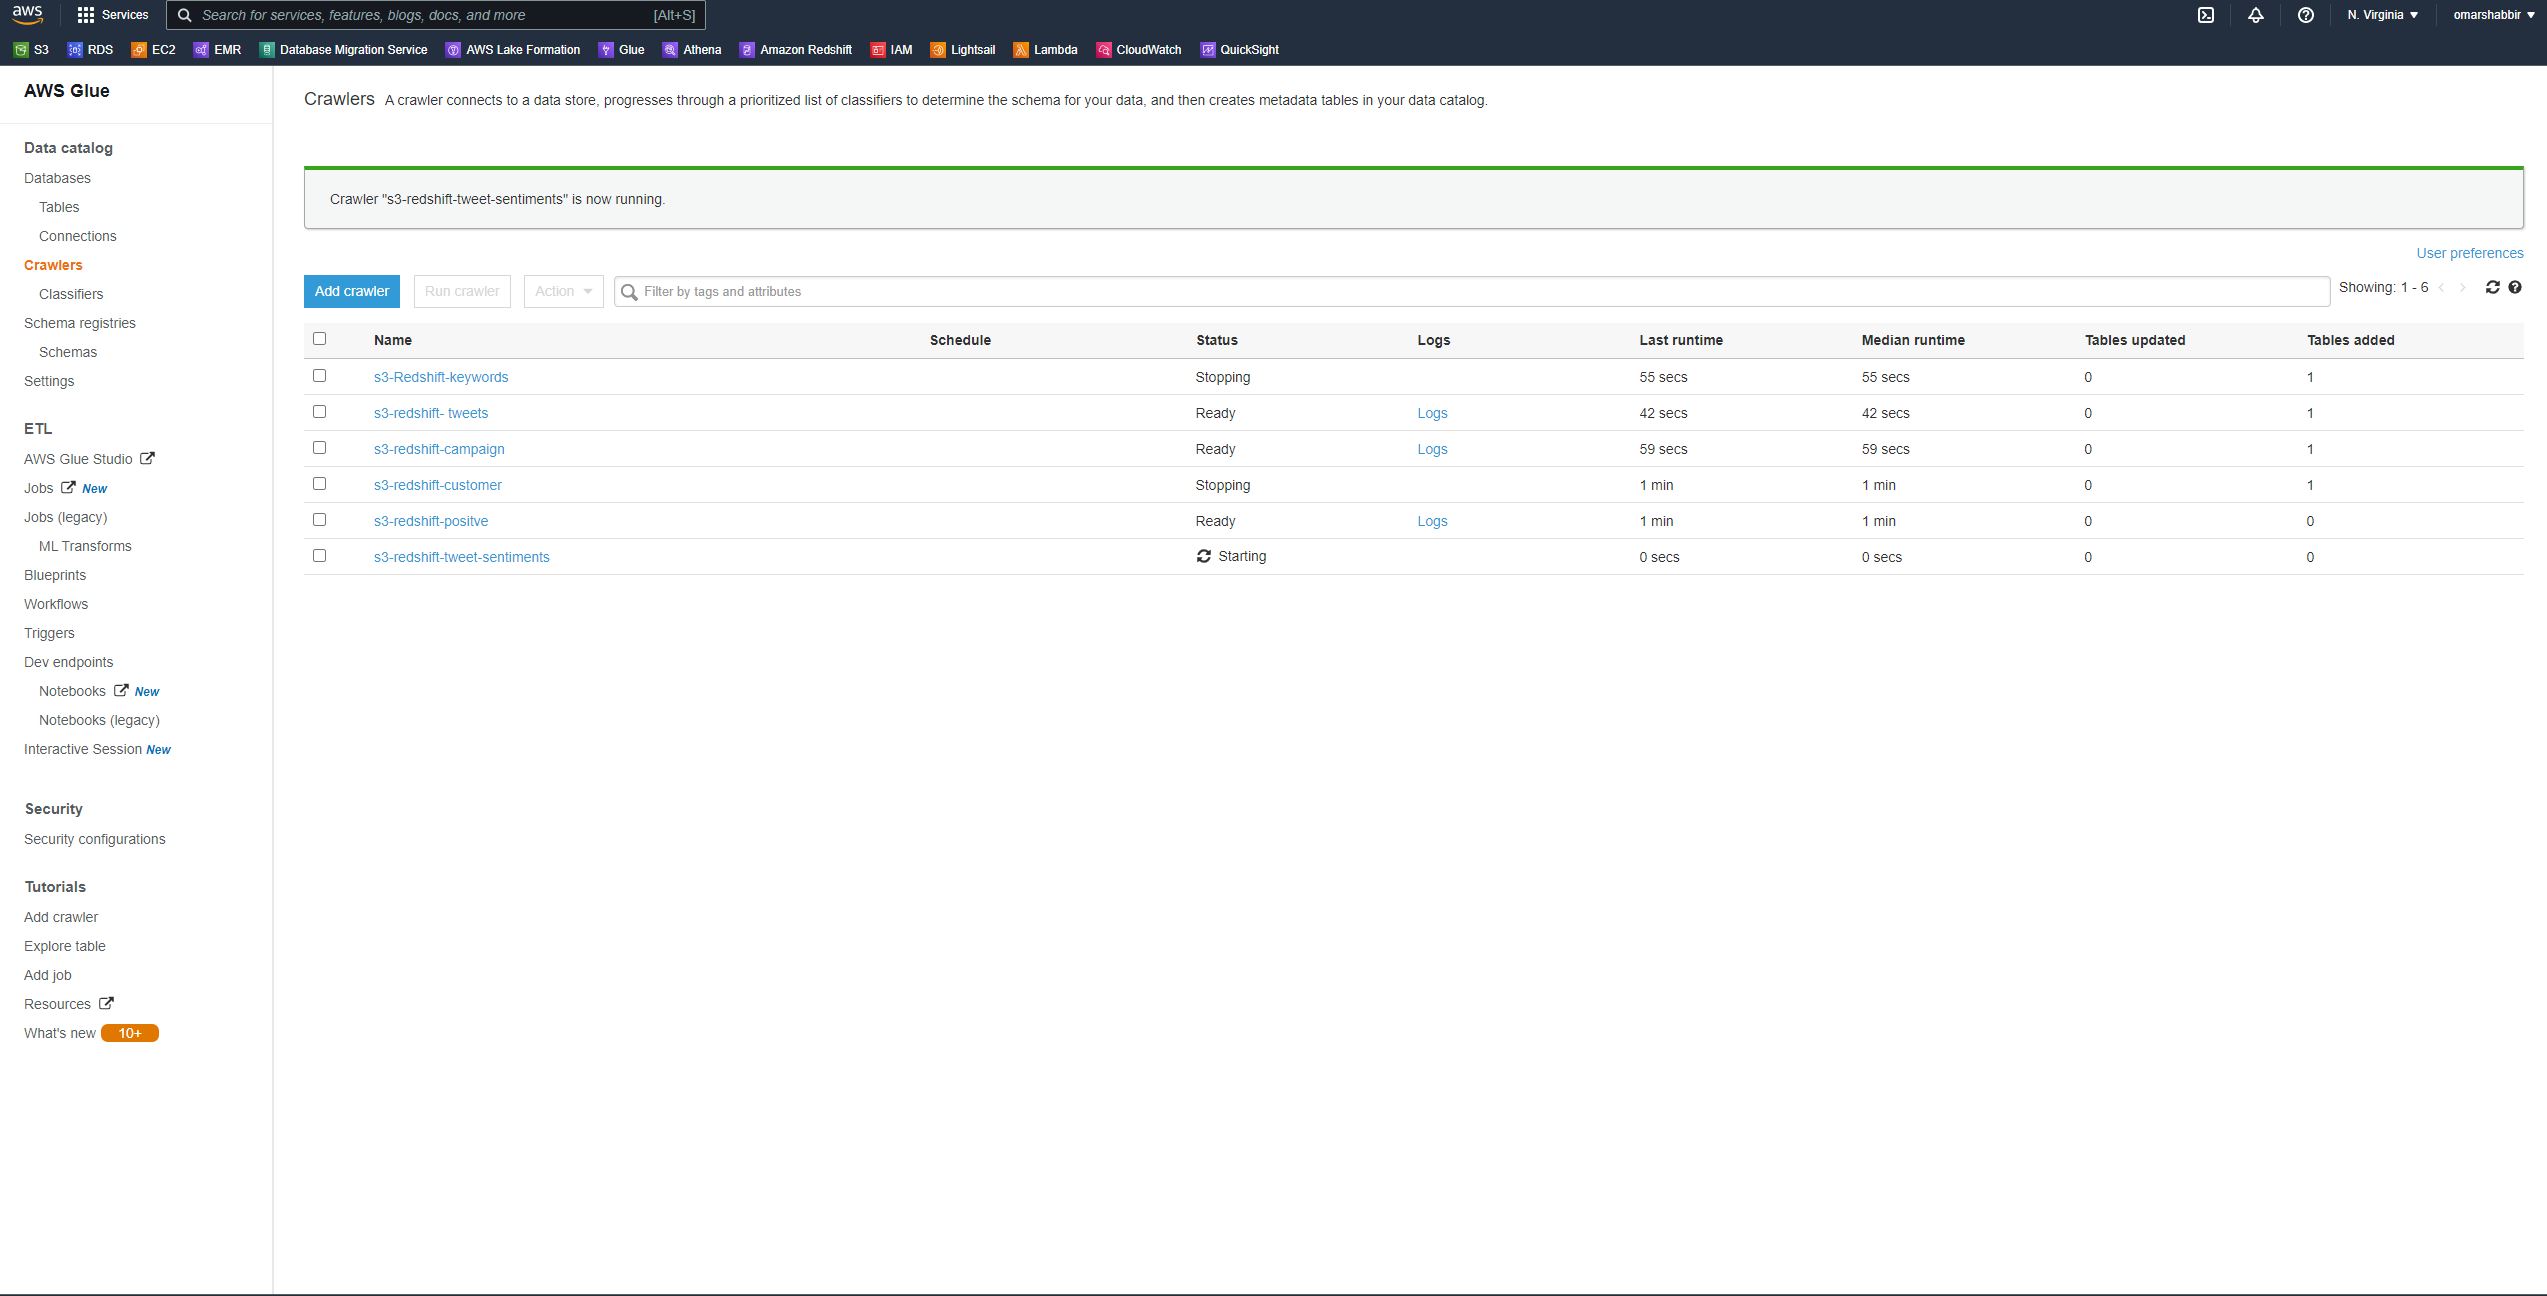 aws Services Search for services, features, blogs, docs, and more [Alt+S] N. Virginia omarshabbir
S3 RDS EC2 EMR Database Migration Service AWS Lake Formation Glue Athena Amazon Redshift IAM Lightsail Lambda CloudWatch QuickSight
AWS Glue
Data catalog
Databases
Tables
Connections
Crawlers
Classifiers
Schema registries
Schemas
Settings
ETL
AWS Glue Studio
Jobs New
Jobs (legacy)
ML Transforms
Blueprints
Workflows
Triggers
Dev endpoints
Notebooks New
Notebooks (legacy)
Interactive Session New
Security
Security configurations
Tutorials
Add crawler
Explore table
Add job
Resources
What's new 10+
Crawlers A crawler connects to a data store, progresses through a prioritized list of classifiers to determine the schema for your data, and then creates metadata tables in your data catalog.
Crawler "s3-redshift-tweet-sentiments" is now running.
User preferences
Add crawler Run crawler Action Filter by tags and attributes Showing: 1 - 6
Name Schedule Status Logs Last runtime Median runtime Tables updated Tables added
s3-Redshift-keywords Stopping 55 secs 55 secs 0 1
s3-redshift- tweets Ready Logs 42 secs 42 secs 0 1
s3-redshift-campaign Ready Logs 59 secs 59 secs 0 1
s3-redshift-customer Stopping 1 min 1 min 0 1
s3-redshift-positve Ready Logs 1 min 1 min 0 0
s3-redshift-tweet-sentiments Starting 0 secs 0 secs 0 0